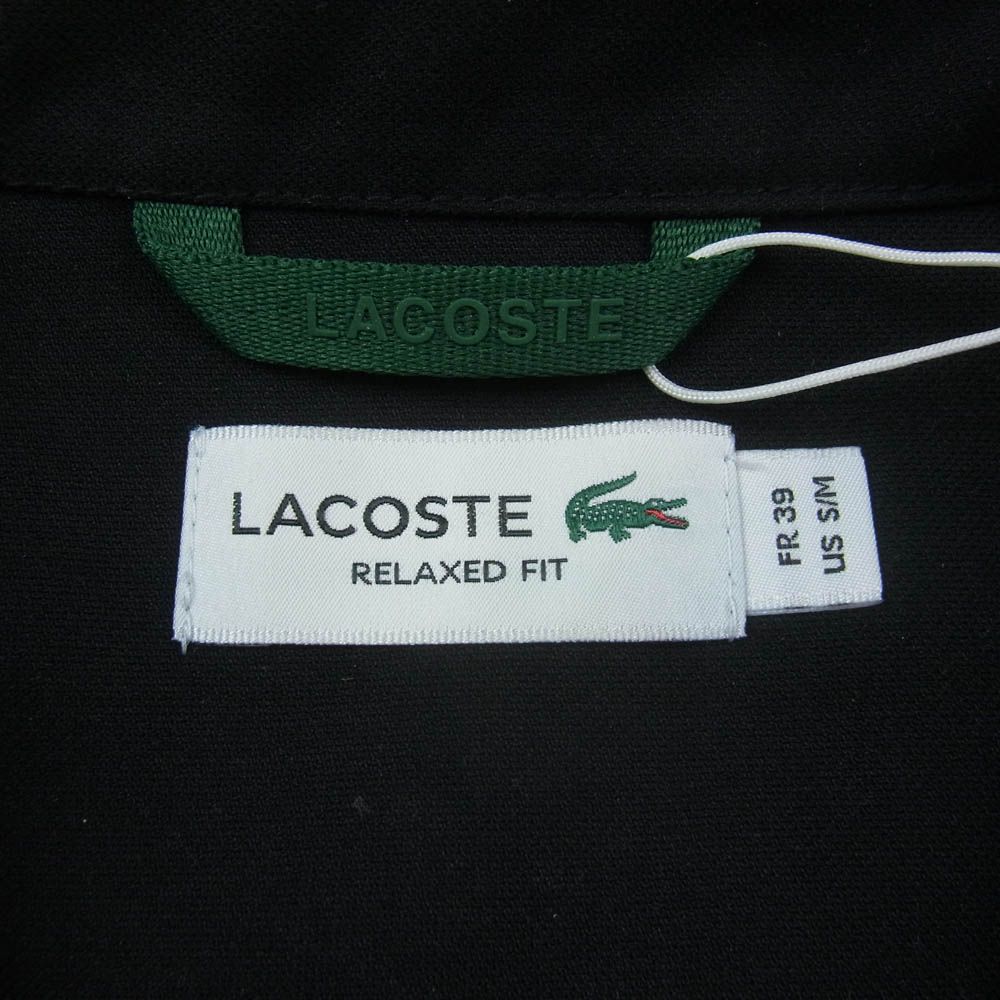 LACOSTE
LACOSTE
RELAXED FIT
FR 39
US S/M